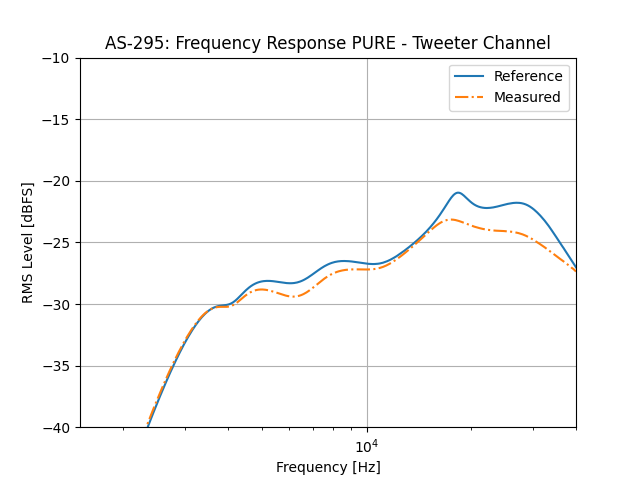 AS-295: Frequency Response PURE - Tweeter Channel
Reference
Measured
RMS Level [dBFS]
−10
−15
−20
−25
−30
−35
−40
10⁴
Frequency [Hz]